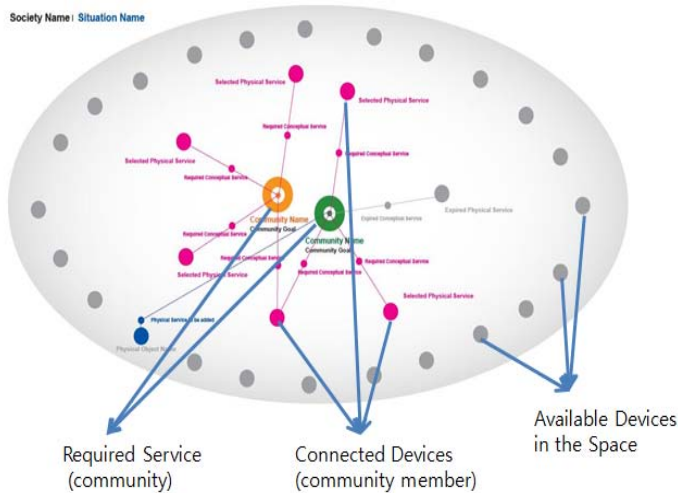 Society Name | Situation Name
Selected Physical Service
Selected Physical Service
Required Conceptual Service
Required Conceptual Service
Selected Physical Service
Required Conceptual Service
Expired Conceptual Service
Expired Physical Service
Community Name
Community Goal
Required Conceptual Service
Community Name
Community Goal
Required Conceptual Service
Required Conceptual Service
Required Conceptual Service
Selected Physical Service
Selected Physical Service
Physical Service to be added
Physical Object Name
Required Service
(community)
Connected Devices
(community member)
Available Devices
in the Space